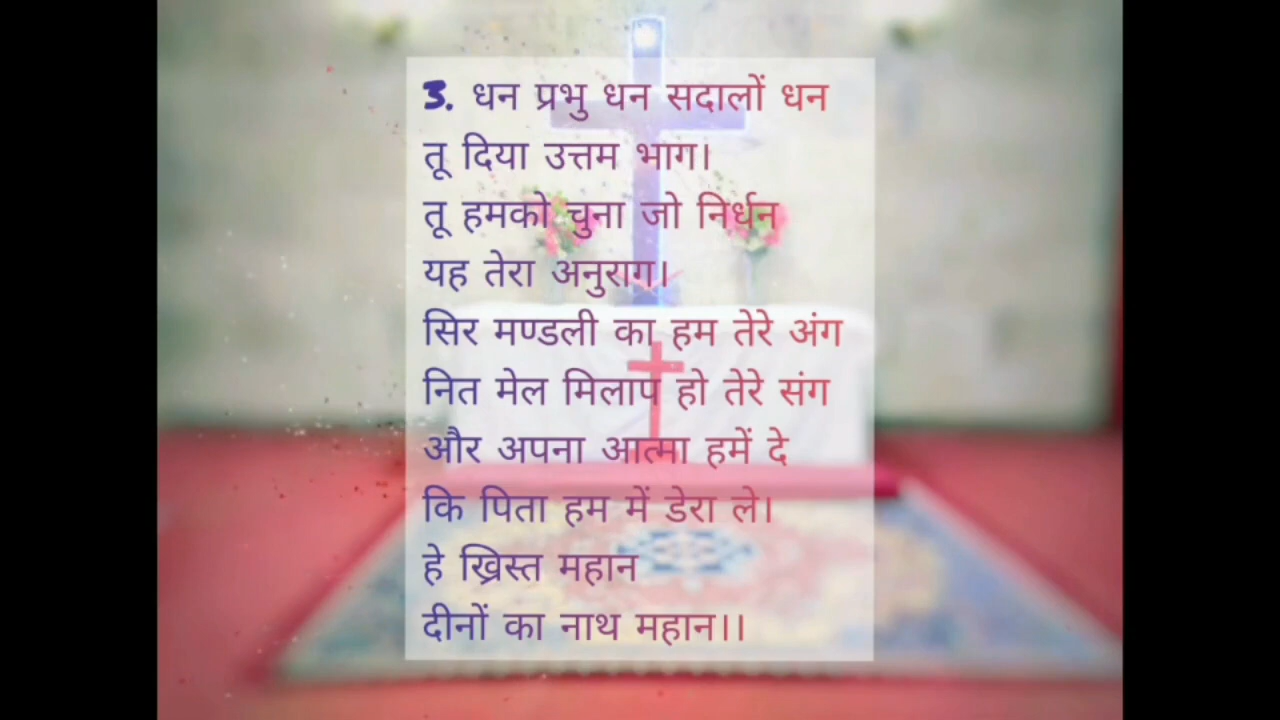 3. धन प्रभु धन सदालों धन
तू दिया उत्तम भाग।
तू हमको चुना जो निर्धन
यह तेरा अनुराग।
सिर मण्डली का हम तेरे अंग
नित मेल मिलाप हो तेरे संग
और अपना आत्मा हमें दे
कि पिता हम में डेरा ले।
हे ख्रिस्त महान
दीनों का नाथ महान।।